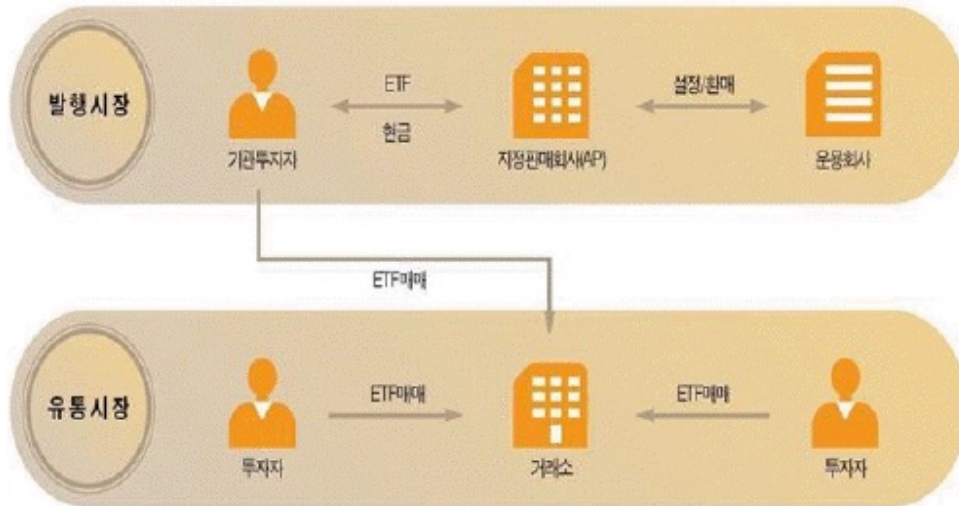 발행시장
ETF
현금
설정/환매
기관투자자
지정판매회사(AP)
운용회사
ETF매매
유통시장
ETF매매
ETF매매
투자자
거래소
투자자